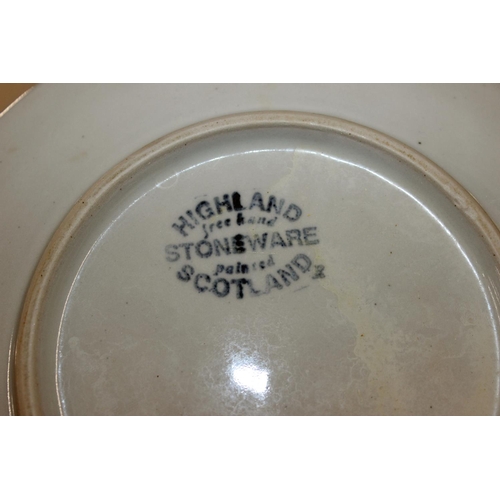 HIGHLAND
free hand
STONEWARE
painted
SCOTLAND